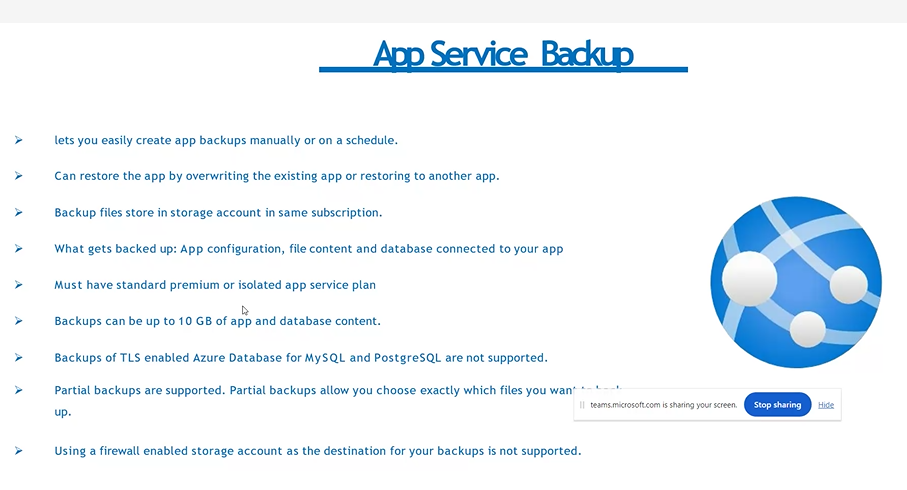 App Service Backup
lets you easily create app backups manually or on a schedule.
Can restore the app by overwriting the existing app or restoring to another app.
Backup files store in storage account in same subscription.
What gets backed up: App configuration, file content and database connected to your app
Must have standard premium or isolated app service plan
Backups can be up to 10 GB of app and database content.
Backups of TLS enabled Azure Database for MySQL and PostgreSQL are not supported.
Partial backups are supported. Partial backups allow you choose exactly which files you want to back
up.
teams.microsoft.com is sharing your screen. Stop sharing Hide
Using a firewall enabled storage account as the destination for your backups is not supported.